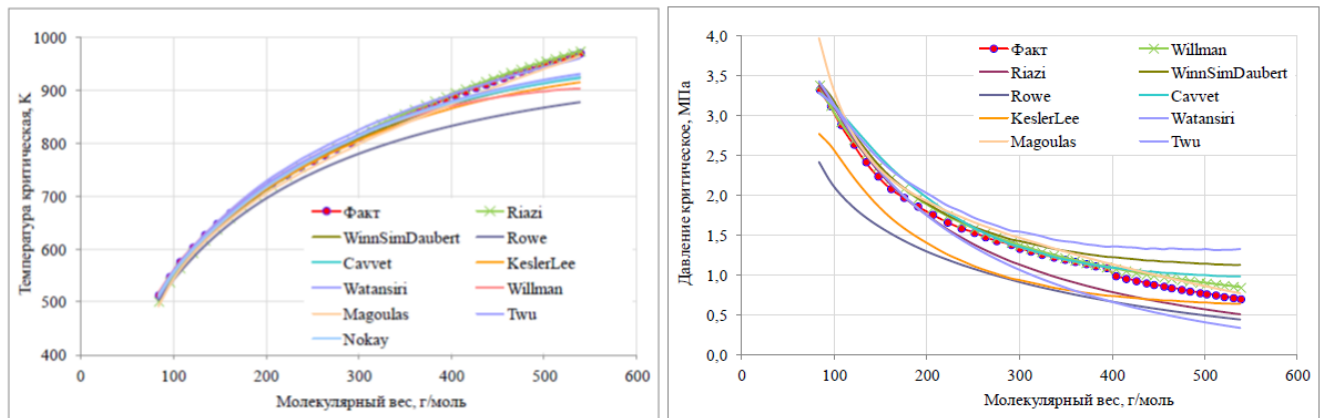 Температура критическая, К
1000
900
800
700
600
500
400
0 100 200 300 400 500 600
Молекулярный вес, г/моль
Факт Riazi
WinnSimDaubert Rowe
Cavvet KeslerLee
Watansiri Willman
Magoulas Twu
Nokay
Давление критическое, МПа
4,0
3,5
3,0
2,5
2,0
1,5
1,0
0,5
0,0
0 100 200 300 400 500 600
Молекулярный вес, г/моль
Факт Willman
Riazi WinnSimDaubert
Rowe Cavvet
KeslerLee Watansiri
Magoulas Twu